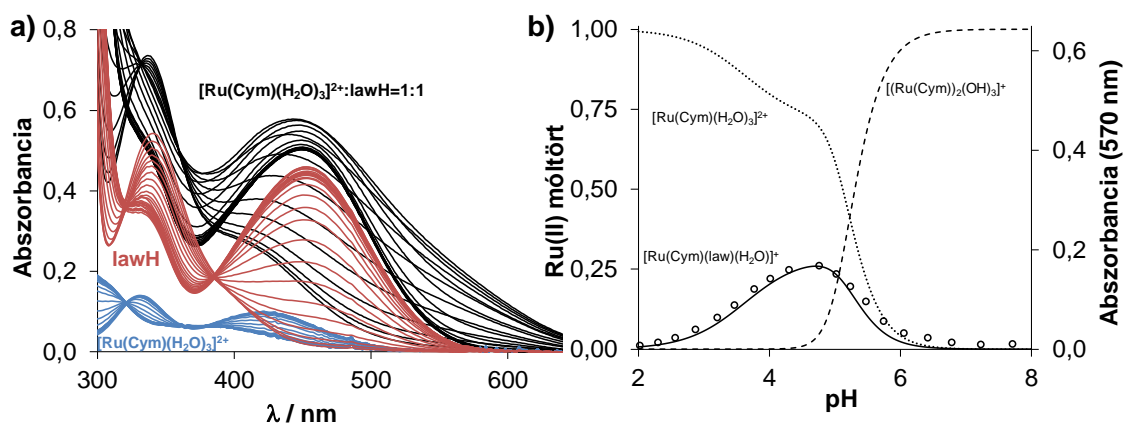 a)
0,8
0,6
0,4
0,2
0,0
Abszorbancia
[Ru(Cym)(H₂O)₃]²⁺:lawH=1:1
lawH
[Ru(Cym)(H₂O)₃]²⁺
300
400
500
600
λ / nm
b)
1,00
0,75
0,50
0,25
0,00
Ru(II) móltört
[Ru(Cym)(H₂O)₃]²⁺
[(Ru(Cym))₂(OH)₃]⁺
[Ru(Cym)(law)(H₂O)]⁺
2
4
6
8
pH
0,6
0,4
0,2
0,0
Abszorbancia (570 nm)